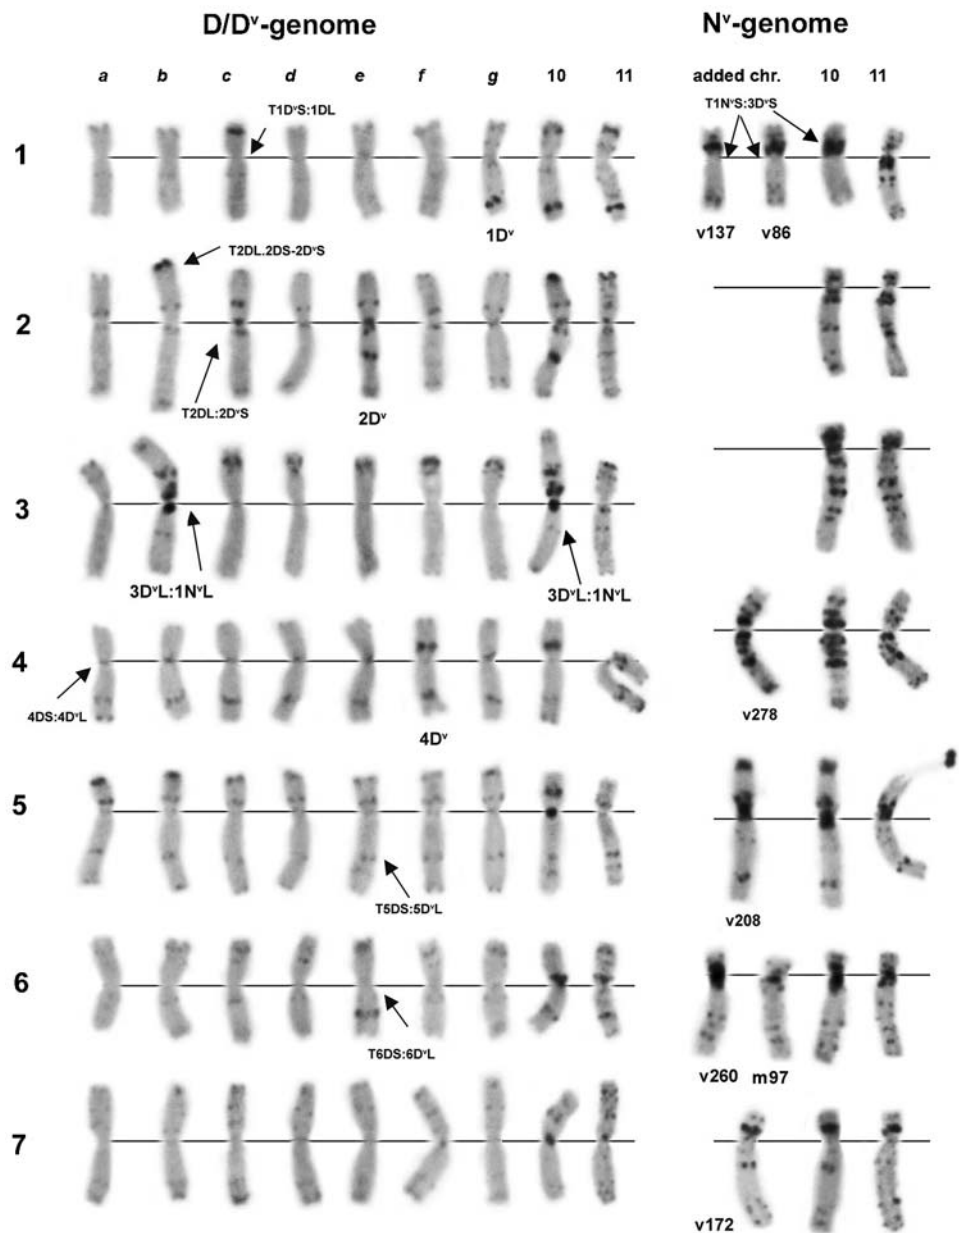 D/Dᵛ-genome Nᵛ-genome
a b c d e f g 10 11 added chr. 10 11
T1DᵛS:1DL T1NᵛS:3DᵛS
1
1Dᵛ v137 v86
T2DL.2DS-2DᵛS
2
T2DL:2DᵛS 2Dᵛ
3
3DᵛL:1NᵛL 3DᵛL:1NᵛL
4
4DS:4DᵛL 4Dᵛ v278
5
T5DS:5DᵛL v208
6
T6DS:6DᵛL v260 m97
7
v172